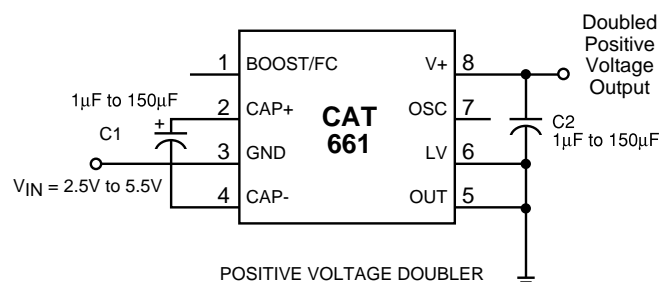 Doubled
Positive
Voltage
Output
1 BOOST/FC V+ 8
1µF to 150µF
2 CAP+ CAT OSC 7
C1 + 661 C2
1µF to 150µF
3 GND LV 6
VIN = 2.5V to 5.5V
4 CAP- OUT 5
POSITIVE VOLTAGE DOUBLER